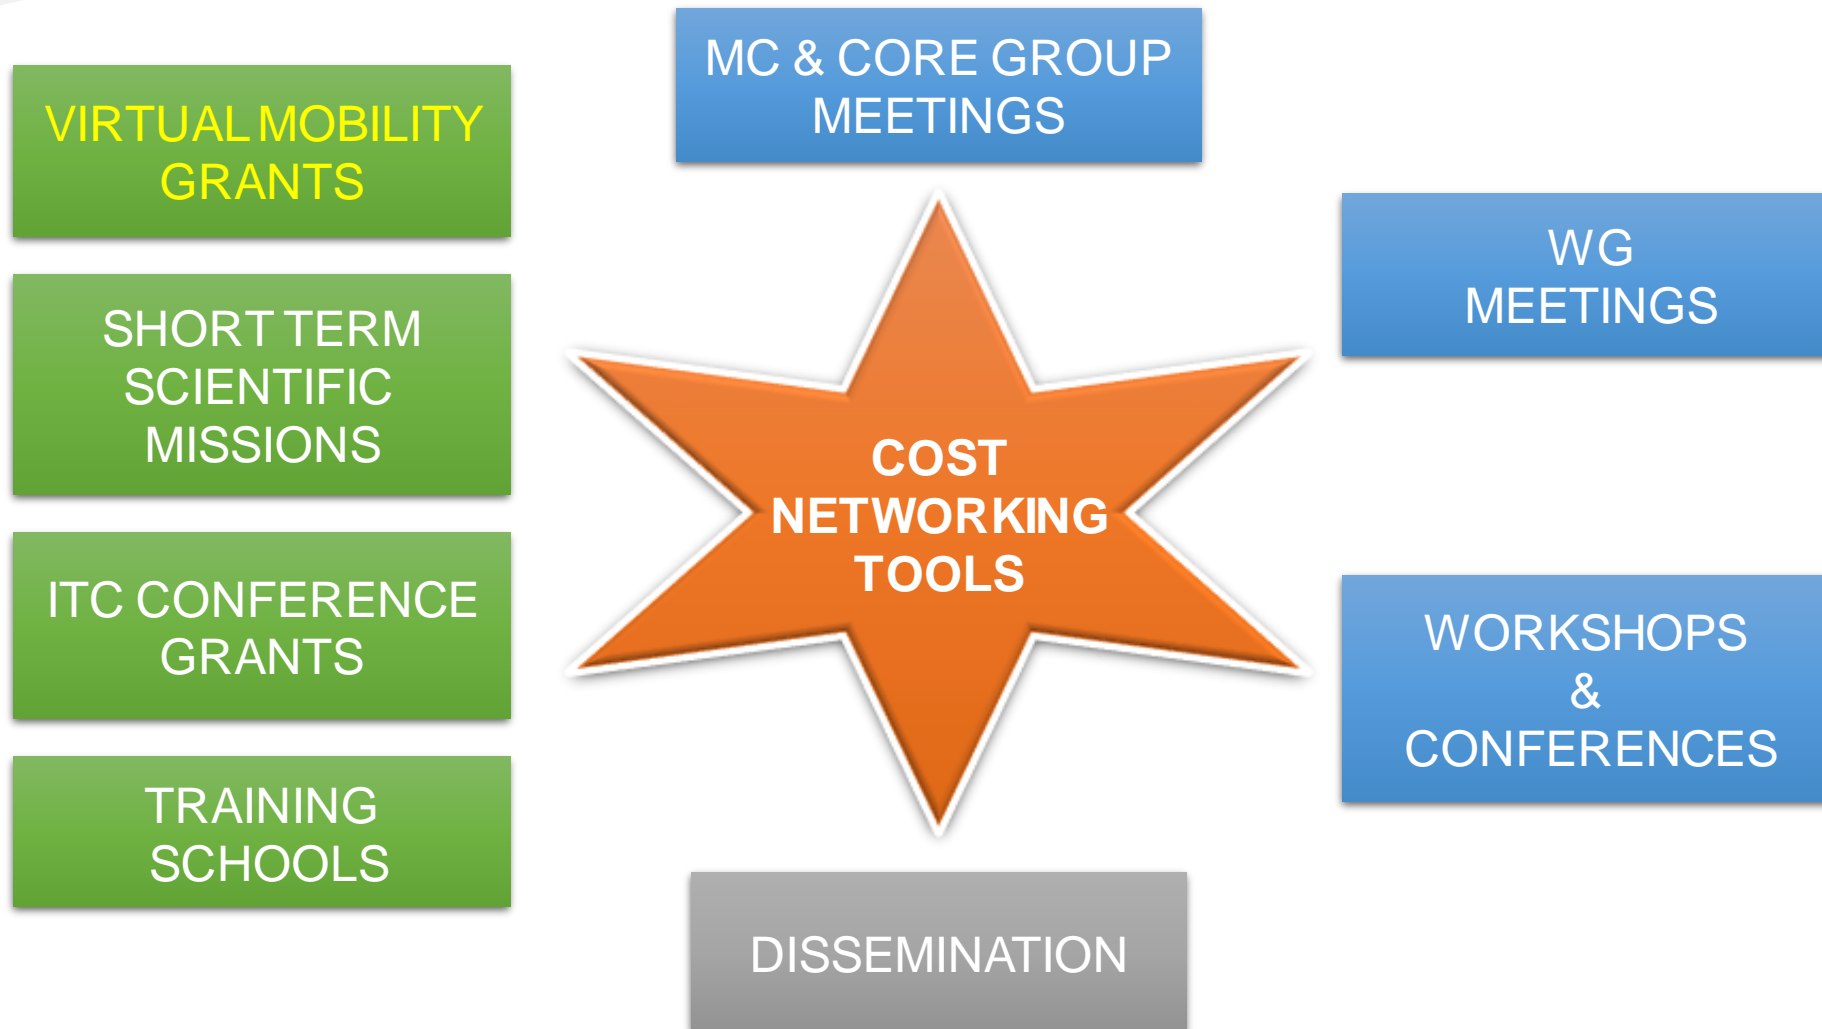 MC & CORE GROUP
MEETINGS
VIRTUAL MOBILITY
GRANTS
WG
MEETINGS
SHORT TERM
SCIENTIFIC
MISSIONS
COST
NETWORKING
TOOLS
ITC CONFERENCE
GRANTS
WORKSHOPS
&
CONFERENCES
TRAINING
SCHOOLS
DISSEMINATION